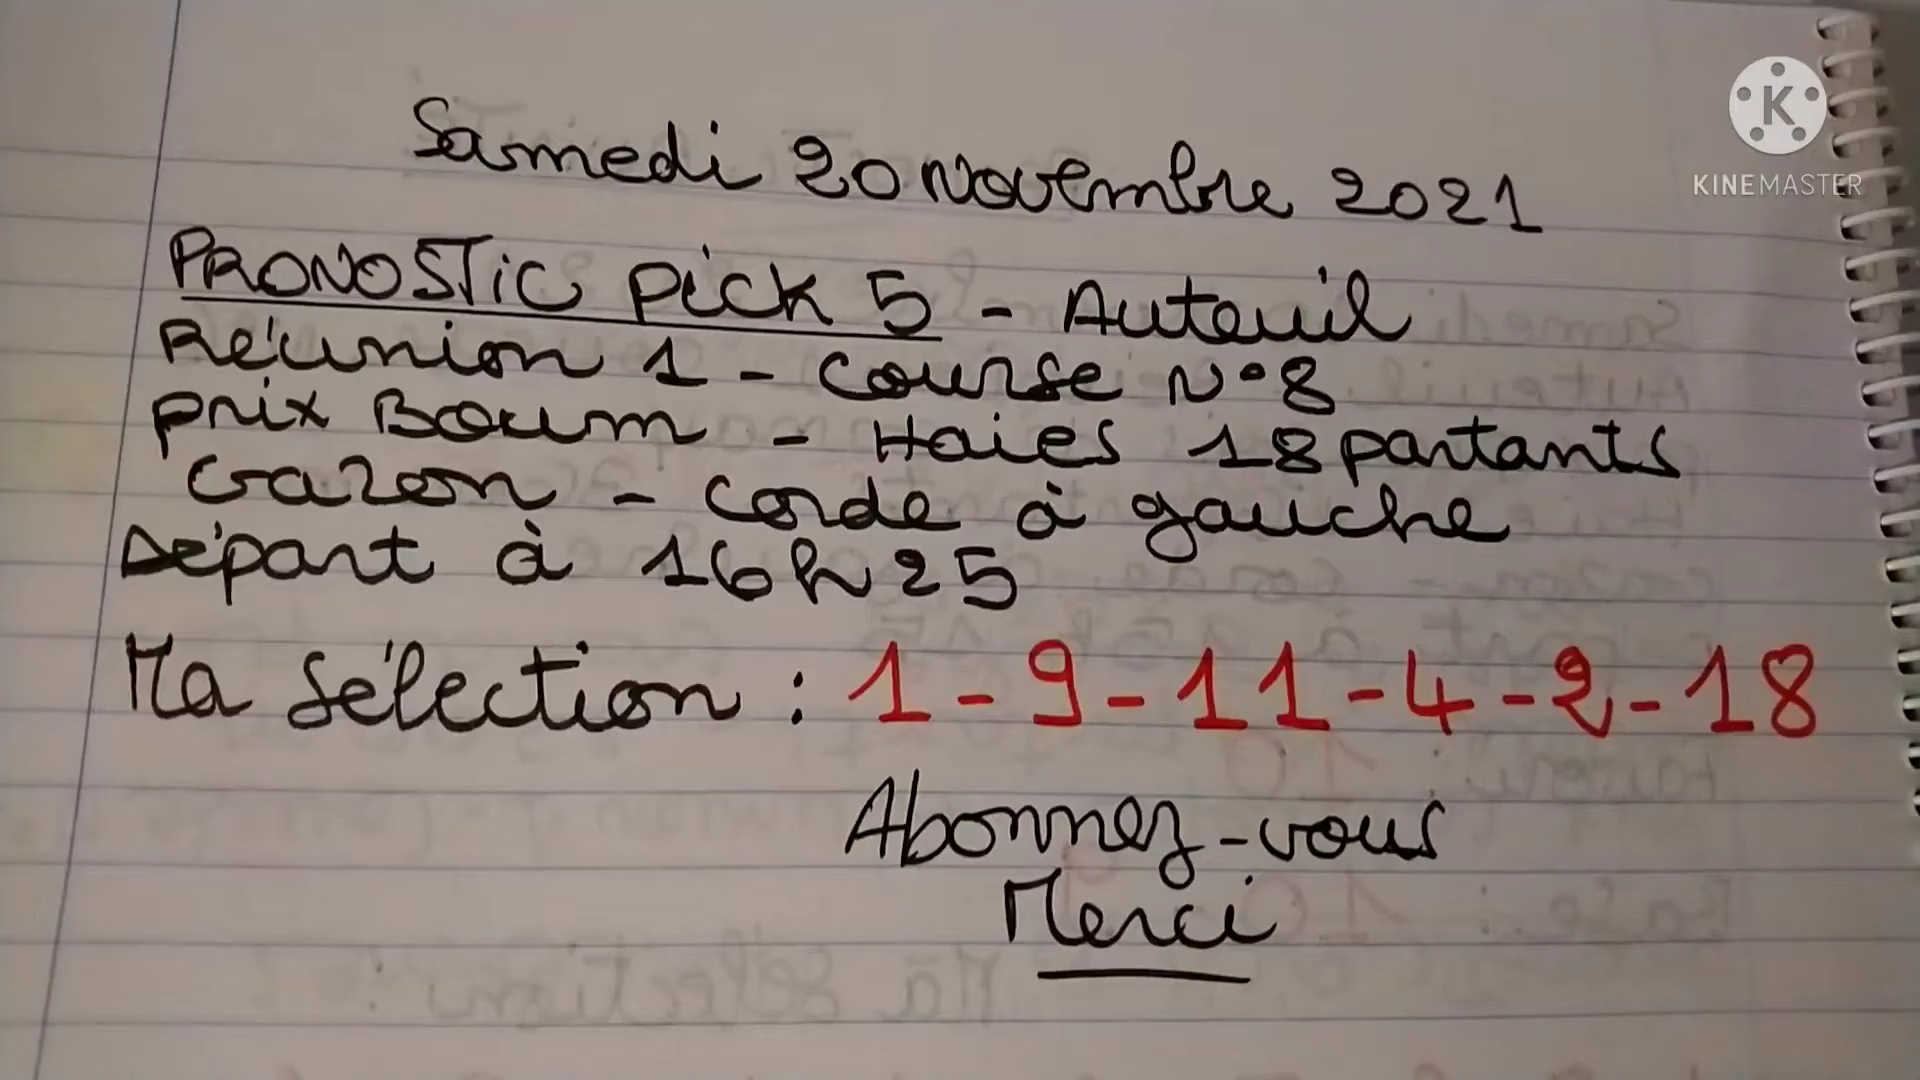 Samedi 20 Novembre 2021
PRONOSTIC Pick 5 - Auteuil
Réunion 1 - Course N°8
prix Boum - Haies 18 partants
Gazon - Corde à gauche
Départ à 16h25
Ma sélection : 1 - 9 - 11 - 4 - 2 - 18
Abonnez-vous
Merci
K
KINEMASTER